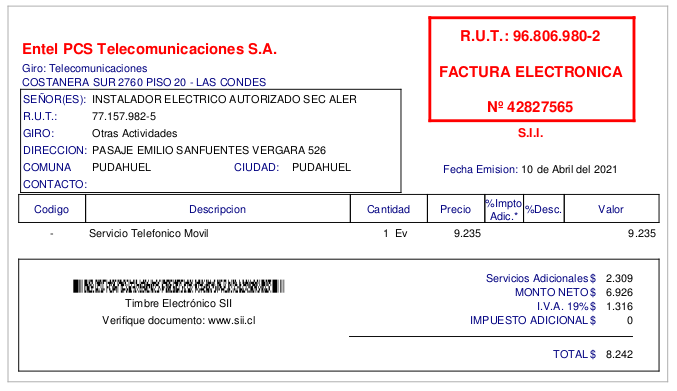 Entel PCS Telecomunicaciones S.A.
Giro: Telecomunicaciones
COSTANERA SUR 2760 PISO 20 - LAS CONDES
R.U.T.: 96.806.980-2
FACTURA ELECTRONICA
Nº 42827565
S.I.I.
SEÑOR(ES): INSTALADOR ELECTRICO AUTORIZADO SEC ALER
R.U.T.: 77.157.982-5
GIRO: Otras Actividades
DIRECCION: PASAJE EMILIO SANFUENTES VERGARA 526
COMUNA PUDAHUEL CIUDAD: PUDAHUEL
CONTACTO:
Fecha Emision: 10 de Abril del 2021
Codigo Descripcion Cantidad Precio %Impto Adic.* %Desc. Valor
- Servicio Telefonico Movil 1 Ev 9.235 9.235
Timbre Electrónico SII
Verifique documento: www.sii.cl
Servicios Adicionales $ 2.309
MONTO NETO $ 6.926
I.V.A. 19% $ 1.316
IMPUESTO ADICIONAL $ 0
TOTAL $ 8.242